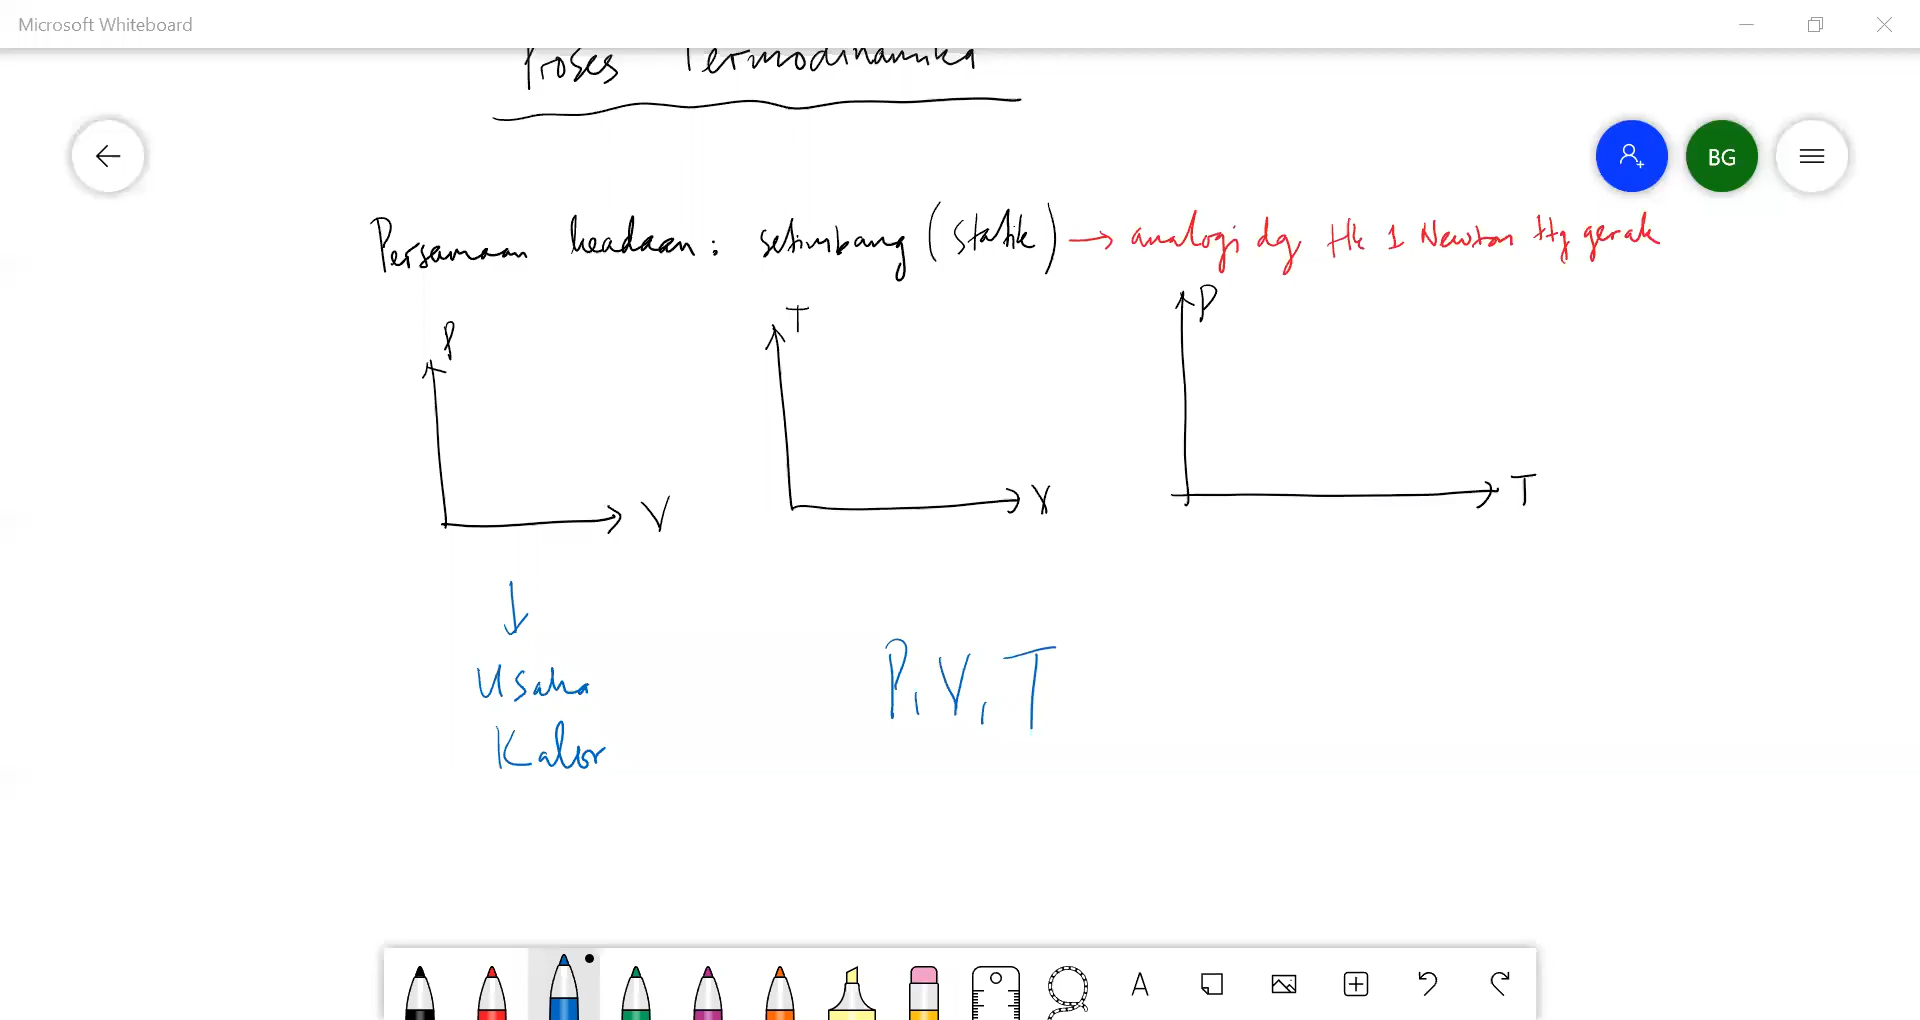 Microsoft Whiteboard
Proses Termodinamika
BG
Persamaan keadaan : setimbang (statik) → analogi dg Hk 1 Newton ttg gerak
P
V
T
V
P
T
↓
Usaha
Kalor
P, V, T
A